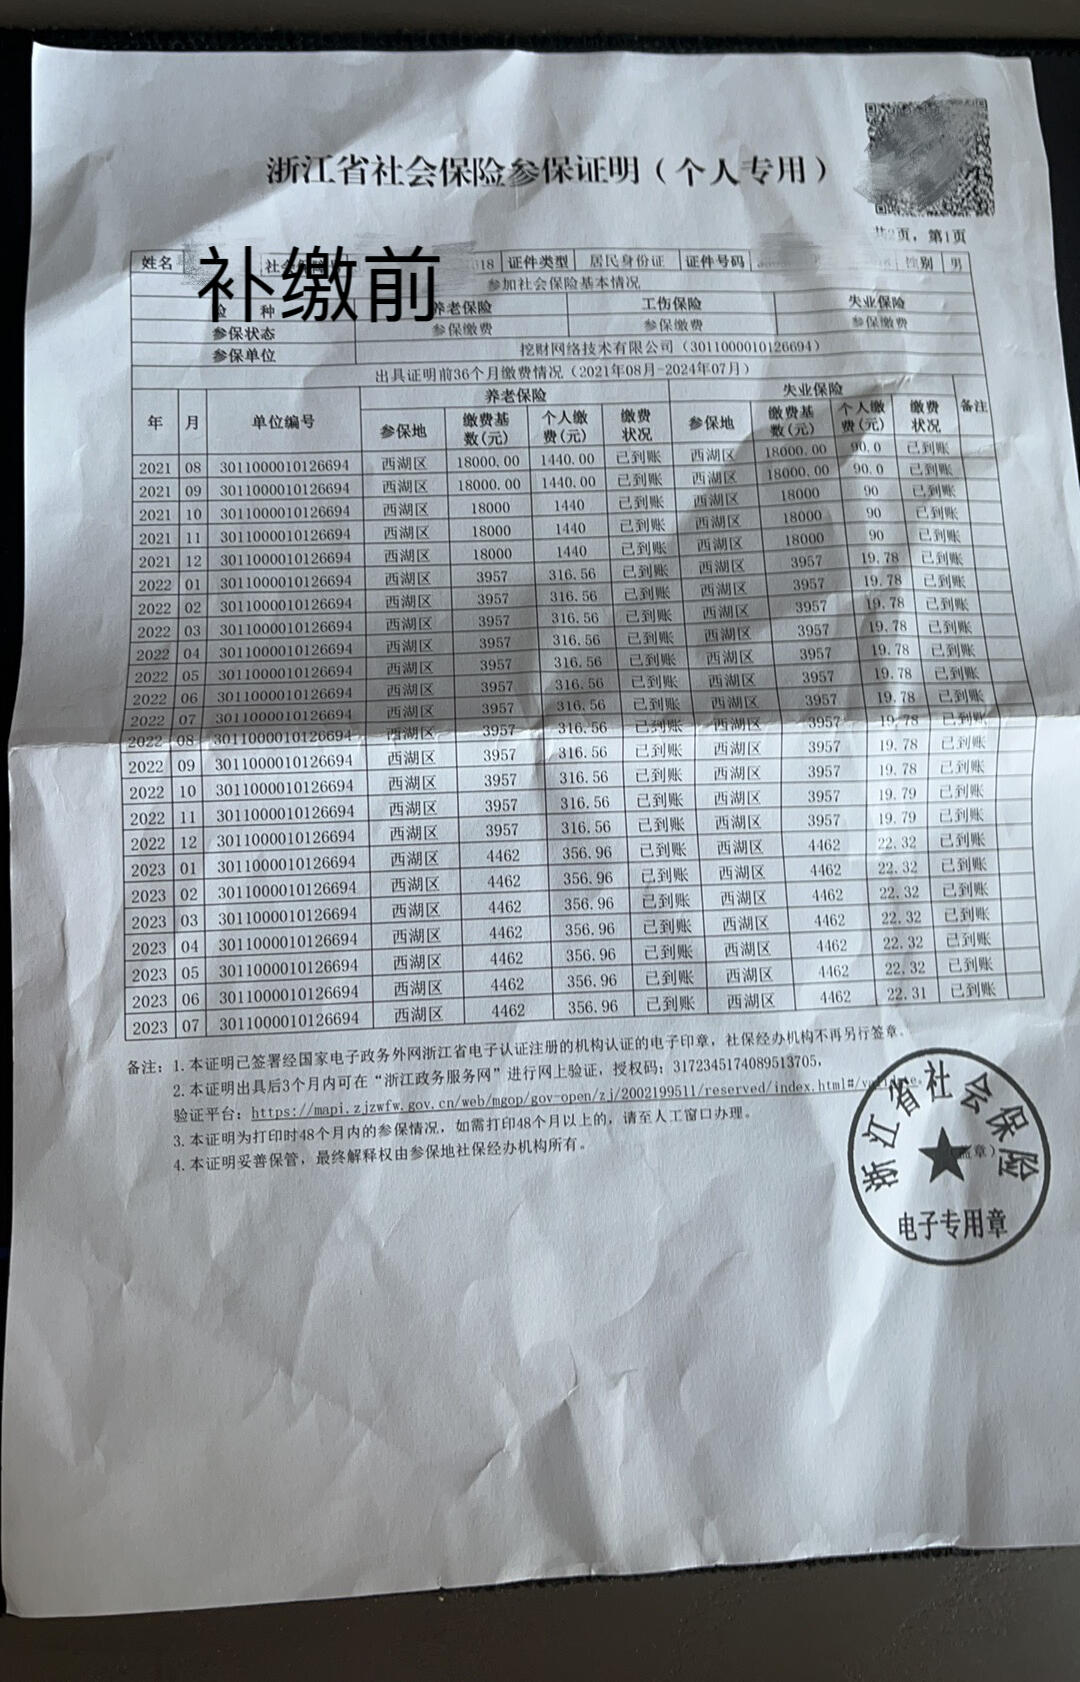 浙江省社会保险参保证明（个人专用）
共2页，第1页
补缴前
姓名 018 证件类型 居民身份证 证件号码 性别 男
参加社会保险基本情况
险 种 养老保险 工伤保险 失业保险
参保状态 参保缴费 参保缴费 参保缴费
参保单位 挖财网络技术有限公司（3011000010126694）
出具证明前36个月缴费情况（2021年08月-2024年07月）
年 月 单位编号 养老保险 失业保险 备注
参保地 缴费基数(元) 个人缴费(元) 缴费状况 参保地 缴费基数(元) 个人缴费(元) 缴费状况
2021 08 3011000010126694 西湖区 18000.00 1440.00 已到账 西湖区 18000.00 90.0 已到账
2021 09 3011000010126694 西湖区 18000.00 1440.00 已到账 西湖区 18000.00 90.0 已到账
2021 10 3011000010126694 西湖区 18000 1440 已到账 西湖区 18000 90 已到账
2021 11 3011000010126694 西湖区 18000 1440 已到账 西湖区 18000 90 已到账
2021 12 3011000010126694 西湖区 18000 1440 已到账 西湖区 18000 90 已到账
2022 01 3011000010126694 西湖区 3957 316.56 已到账 西湖区 3957 19.78 已到账
2022 02 3011000010126694 西湖区 3957 316.56 已到账 西湖区 3957 19.78 已到账
2022 03 3011000010126694 西湖区 3957 316.56 已到账 西湖区 3957 19.78 已到账
2022 04 3011000010126694 西湖区 3957 316.56 已到账 西湖区 3957 19.78 已到账
2022 05 3011000010126694 西湖区 3957 316.56 已到账 西湖区 3957 19.78 已到账
2022 06 3011000010126694 西湖区 3957 316.56 已到账 西湖区 3957 19.78 已到账
2022 07 3011000010126694 西湖区 3957 316.56 已到账 西湖区 3957 19.78 已到账
2022 08 3011000010126694 西湖区 3957 316.56 已到账 西湖区 3957 19.78 已到账
2022 09 3011000010126694 西湖区 3957 316.56 已到账 西湖区 3957 19.78 已到账
2022 10 3011000010126694 西湖区 3957 316.56 已到账 西湖区 3957 19.78 已到账
2022 11 3011000010126694 西湖区 3957 316.56 已到账 西湖区 3957 19.79 已到账
2022 12 3011000010126694 西湖区 3957 316.56 已到账 西湖区 3957 19.79 已到账
2023 01 3011000010126694 西湖区 4462 356.96 已到账 西湖区 4462 22.32 已到账
2023 02 3011000010126694 西湖区 4462 356.96 已到账 西湖区 4462 22.32 已到账
2023 03 3011000010126694 西湖区 4462 356.96 已到账 西湖区 4462 22.32 已到账
2023 04 3011000010126694 西湖区 4462 356.96 已到账 西湖区 4462 22.32 已到账
2023 05 3011000010126694 西湖区 4462 356.96 已到账 西湖区 4462 22.32 已到账
2023 06 3011000010126694 西湖区 4462 356.96 已到账 西湖区 4462 22.32 已到账
2023 07 3011000010126694 西湖区 4462 356.96 已到账 西湖区 4462 22.31 已到账
备注：1.本证明已签署经国家电子政务外网浙江省电子认证注册的机构认证的电子印章，社保经办机构不再另行签章。
2.本证明出具后3个月内可在“浙江政务服务网”进行网上验证，授权码：3172345174089513705，
验证平台：https://mapi.zjzwfw.gov.cn/web/mgop/gov-open/zj/2002199511/reserved/index.html#/
3.本证明为打印时48个月内的参保情况，如需打印48个月以上的，请至人工窗口办理。
4.本证明妥善保管，最终解释权由参保地社保经办机构所有。
浙江省社会保险
（盖章）
电子专用章